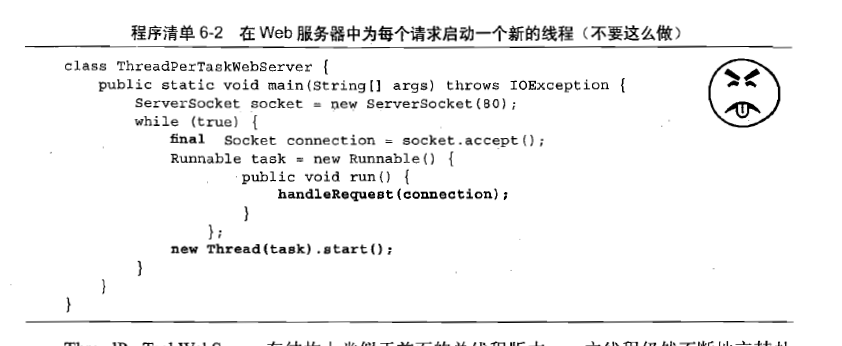 程序清单 6-2 在 Web 服务器中为每个请求启动一个新的线程（不要这么做）
class ThreadPerTaskWebServer {
public static void main(String[] args) throws IOException {
ServerSocket socket = new ServerSocket(80);
while (true) {
final Socket connection = socket.accept();
Runnable task = new Runnable() {
public void run() {
handleRequest(connection);
}
};
new Thread(task).start();
}
}
}